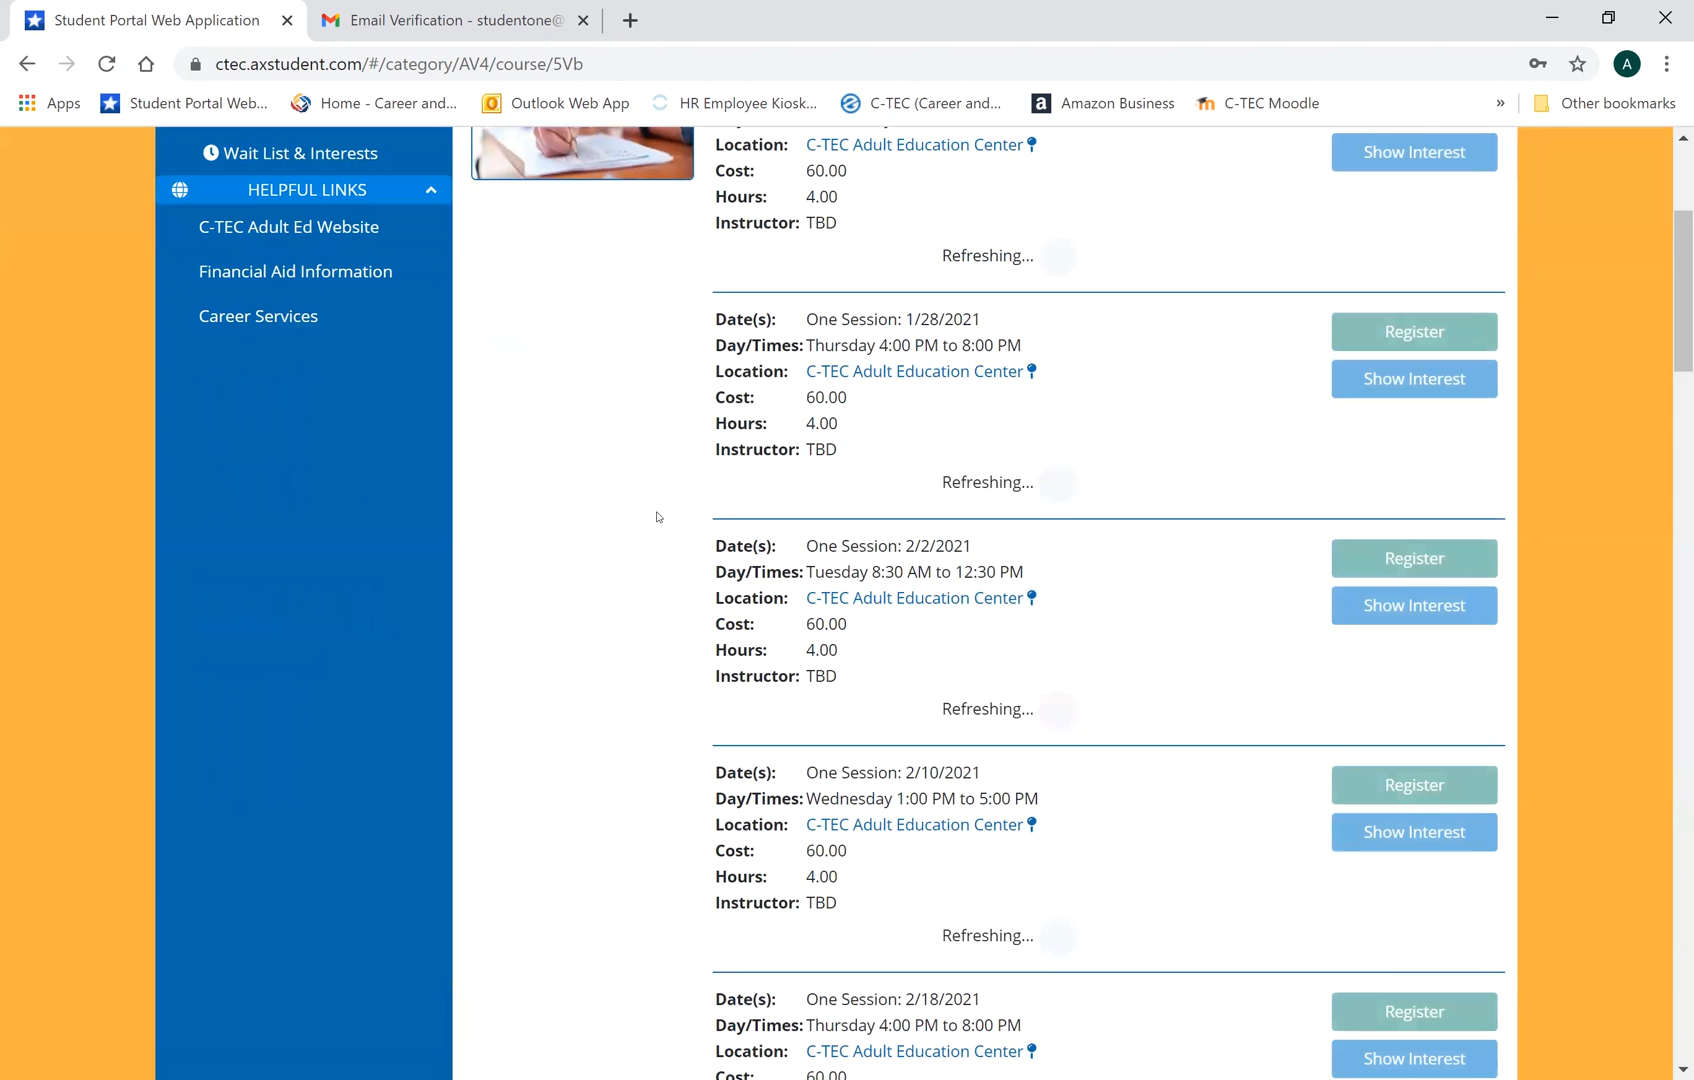 Student Portal Web Application
Email Verification - studentone@
ctec.axstudent.com/#/category/AV4/course/5Vb
A
Apps
Student Portal Web...
Home - Career and...
Outlook Web App
HR Employee Kiosk...
C-TEC (Career and...
a
Amazon Business
C-TEC Moodle
»
Other bookmarks
Wait List & Interests
HELPFUL LINKS
C-TEC Adult Ed Website
Financial Aid Information
Career Services
Location: C-TEC Adult Education Center
Cost: 60.00
Hours: 4.00
Instructor: TBD
Show Interest
Refreshing...
Date(s): One Session: 1/28/2021
Day/Times: Thursday 4:00 PM to 8:00 PM
Location: C-TEC Adult Education Center
Cost: 60.00
Hours: 4.00
Instructor: TBD
Register
Show Interest
Refreshing...
Date(s): One Session: 2/2/2021
Day/Times: Tuesday 8:30 AM to 12:30 PM
Location: C-TEC Adult Education Center
Cost: 60.00
Hours: 4.00
Instructor: TBD
Register
Show Interest
Refreshing...
Date(s): One Session: 2/10/2021
Day/Times: Wednesday 1:00 PM to 5:00 PM
Location: C-TEC Adult Education Center
Cost: 60.00
Hours: 4.00
Instructor: TBD
Register
Show Interest
Refreshing...
Date(s): One Session: 2/18/2021
Day/Times: Thursday 4:00 PM to 8:00 PM
Location: C-TEC Adult Education Center
Cost: 60.00
Register
Show Interest